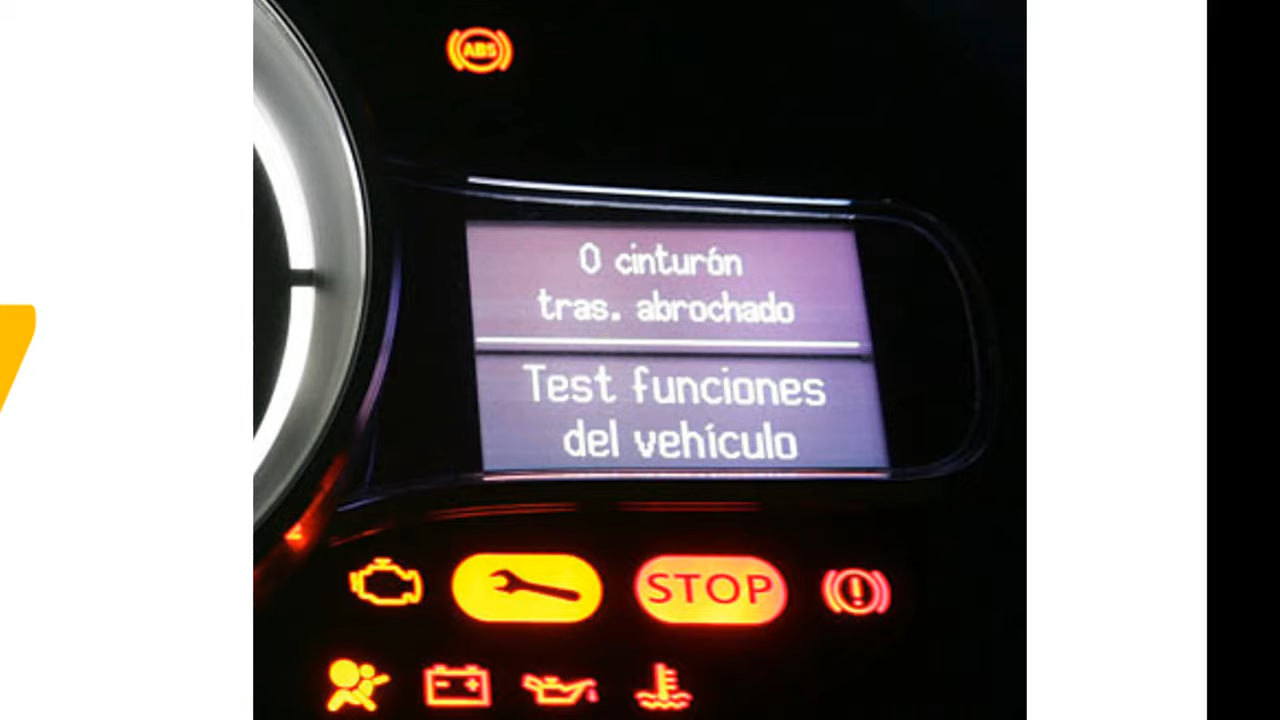 ABS
0 cinturón
tras. abrochado
Test funciones
del vehículo
STOP